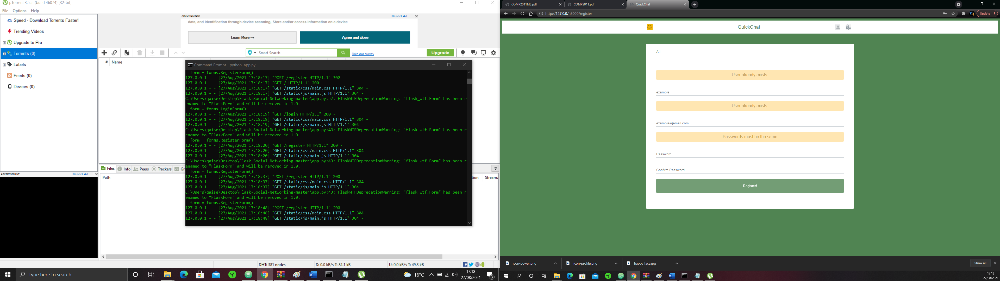 µTorrent 3.5.5 (build 46074) [32-bit]
File Options Help
Speed - Download Torrents Faster!
Trending Videos
Upgrade to Pro
Torrents (0)
Labels
Feeds (0)
Devices (0)
ADVERTISEMENT Report Ad
ADVERTISEMENT Report Ad
data, and identification through device scanning, Store and/or access information on a device
Learn More → Agree and close
Smart Search Take our survey Upgrade
# Name
Command Prompt - python app.py
form = forms.RegisterForm()
127.0.0.1 - - [27/Aug/2021 17:18:17] "POST /register HTTP/1.1" 302 -
127.0.0.1 - - [27/Aug/2021 17:18:17] "GET / HTTP/1.1" 200 -
127.0.0.1 - - [27/Aug/2021 17:18:17] "GET /static/css/main.css HTTP/1.1" 304 -
127.0.0.1 - - [27/Aug/2021 17:18:17] "GET /static/js/main.js HTTP/1.1" 304 -
C:\Users\qaise\Desktop\Flask-Social-Networking-master\app.py:57: FlaskWTFDeprecationWarning: "flask_wtf.Form" has been r
enamed to "FlaskForm" and will be removed in 1.0.
form = forms.LoginForm()
127.0.0.1 - - [27/Aug/2021 17:18:19] "GET /login HTTP/1.1" 200 -
127.0.0.1 - - [27/Aug/2021 17:18:19] "GET /static/css/main.css HTTP/1.1" 304 -
127.0.0.1 - - [27/Aug/2021 17:18:19] "GET /static/js/main.js HTTP/1.1" 304 -
C:\Users\qaise\Desktop\Flask-Social-Networking-master\app.py:43: FlaskWTFDeprecationWarning: "flask_wtf.Form" has been r
enamed to "FlaskForm" and will be removed in 1.0.
form = forms.RegisterForm()
127.0.0.1 - - [27/Aug/2021 17:18:20] "GET /register HTTP/1.1" 200 -
127.0.0.1 - - [27/Aug/2021 17:18:20] "GET /static/css/main.css HTTP/1.1" 304 -
127.0.0.1 - - [27/Aug/2021 17:18:20] "GET /static/js/main.js HTTP/1.1" 304 -
C:\Users\qaise\Desktop\Flask-Social-Networking-master\app.py:43: FlaskWTFDeprecationWarning: "flask_wtf.Form" has been r
enamed to "FlaskForm" and will be removed in 1.0.
form = forms.RegisterForm()
127.0.0.1 - - [27/Aug/2021 17:18:37] "POST /register HTTP/1.1" 200 -
127.0.0.1 - - [27/Aug/2021 17:18:37] "GET /static/css/main.css HTTP/1.1" 304 -
127.0.0.1 - - [27/Aug/2021 17:18:37] "GET /static/js/main.js HTTP/1.1" 304 -
C:\Users\qaise\Desktop\Flask-Social-Networking-master\app.py:43: FlaskWTFDeprecationWarning: "flask_wtf.Form" has been r
enamed to "FlaskForm" and will be removed in 1.0.
form = forms.RegisterForm()
127.0.0.1 - - [27/Aug/2021 17:18:48] "POST /register HTTP/1.1" 200 -
127.0.0.1 - - [27/Aug/2021 17:18:48] "GET /static/css/main.css HTTP/1.1" 304 -
127.0.0.1 - - [27/Aug/2021 17:18:48] "GET /static/js/main.js HTTP/1.1" 304 -
Files Info Peers Trackers Gr
Path tion Streama
DHT: 381 nodes D: 0.0 kB/s T: 84.1 kB U: 0.0 kB/s T: 49.3 kB
Type here to search 16°C 17:18
27/08/2021 3
COMP2011MS.pdf COMP2011.pdf QuickChat
http://127.0.0.1:5000/register Update
QuickChat
All
User already exists.
example
User already exists.
example@email.com
Passwords must be the same
Password
Confirm Password
Register!
icon-power.png icon-profile.png happy face.jpg Show all
17:18
27/08/2021